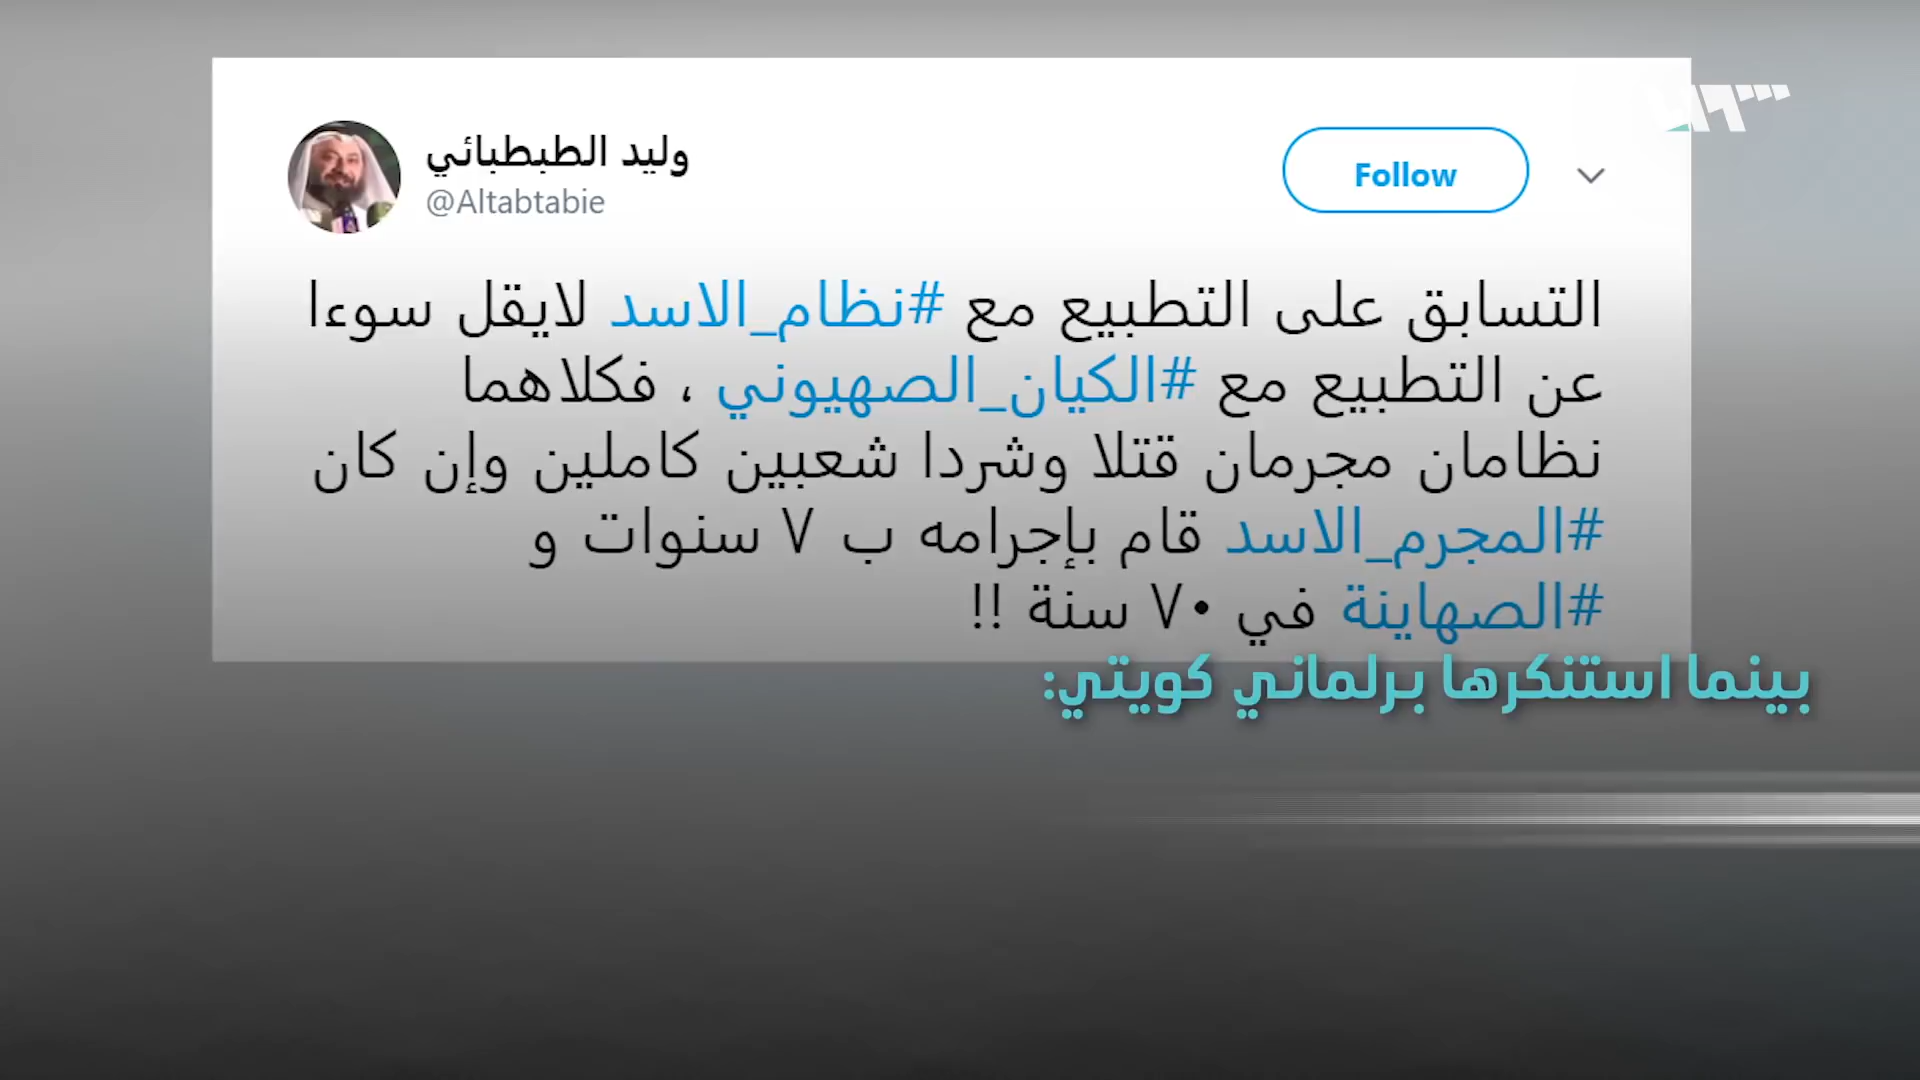 وليد الطبطبائي
@Altabtabie
Follow
التسابق على التطبيع مع #نظام_الاسد لايقل سوءا
عن التطبيع مع #الكيان_الصهيوني ، فكلاهما
نظامان مجرمان قتلا وشردا شعبين كاملين وإن كان
#المجرم_الاسد قام بإجرامه ب ٧ سنوات و
#الصهاينة في ٧٠ سنة !!
بينما استنكرها برلماني كويتي: